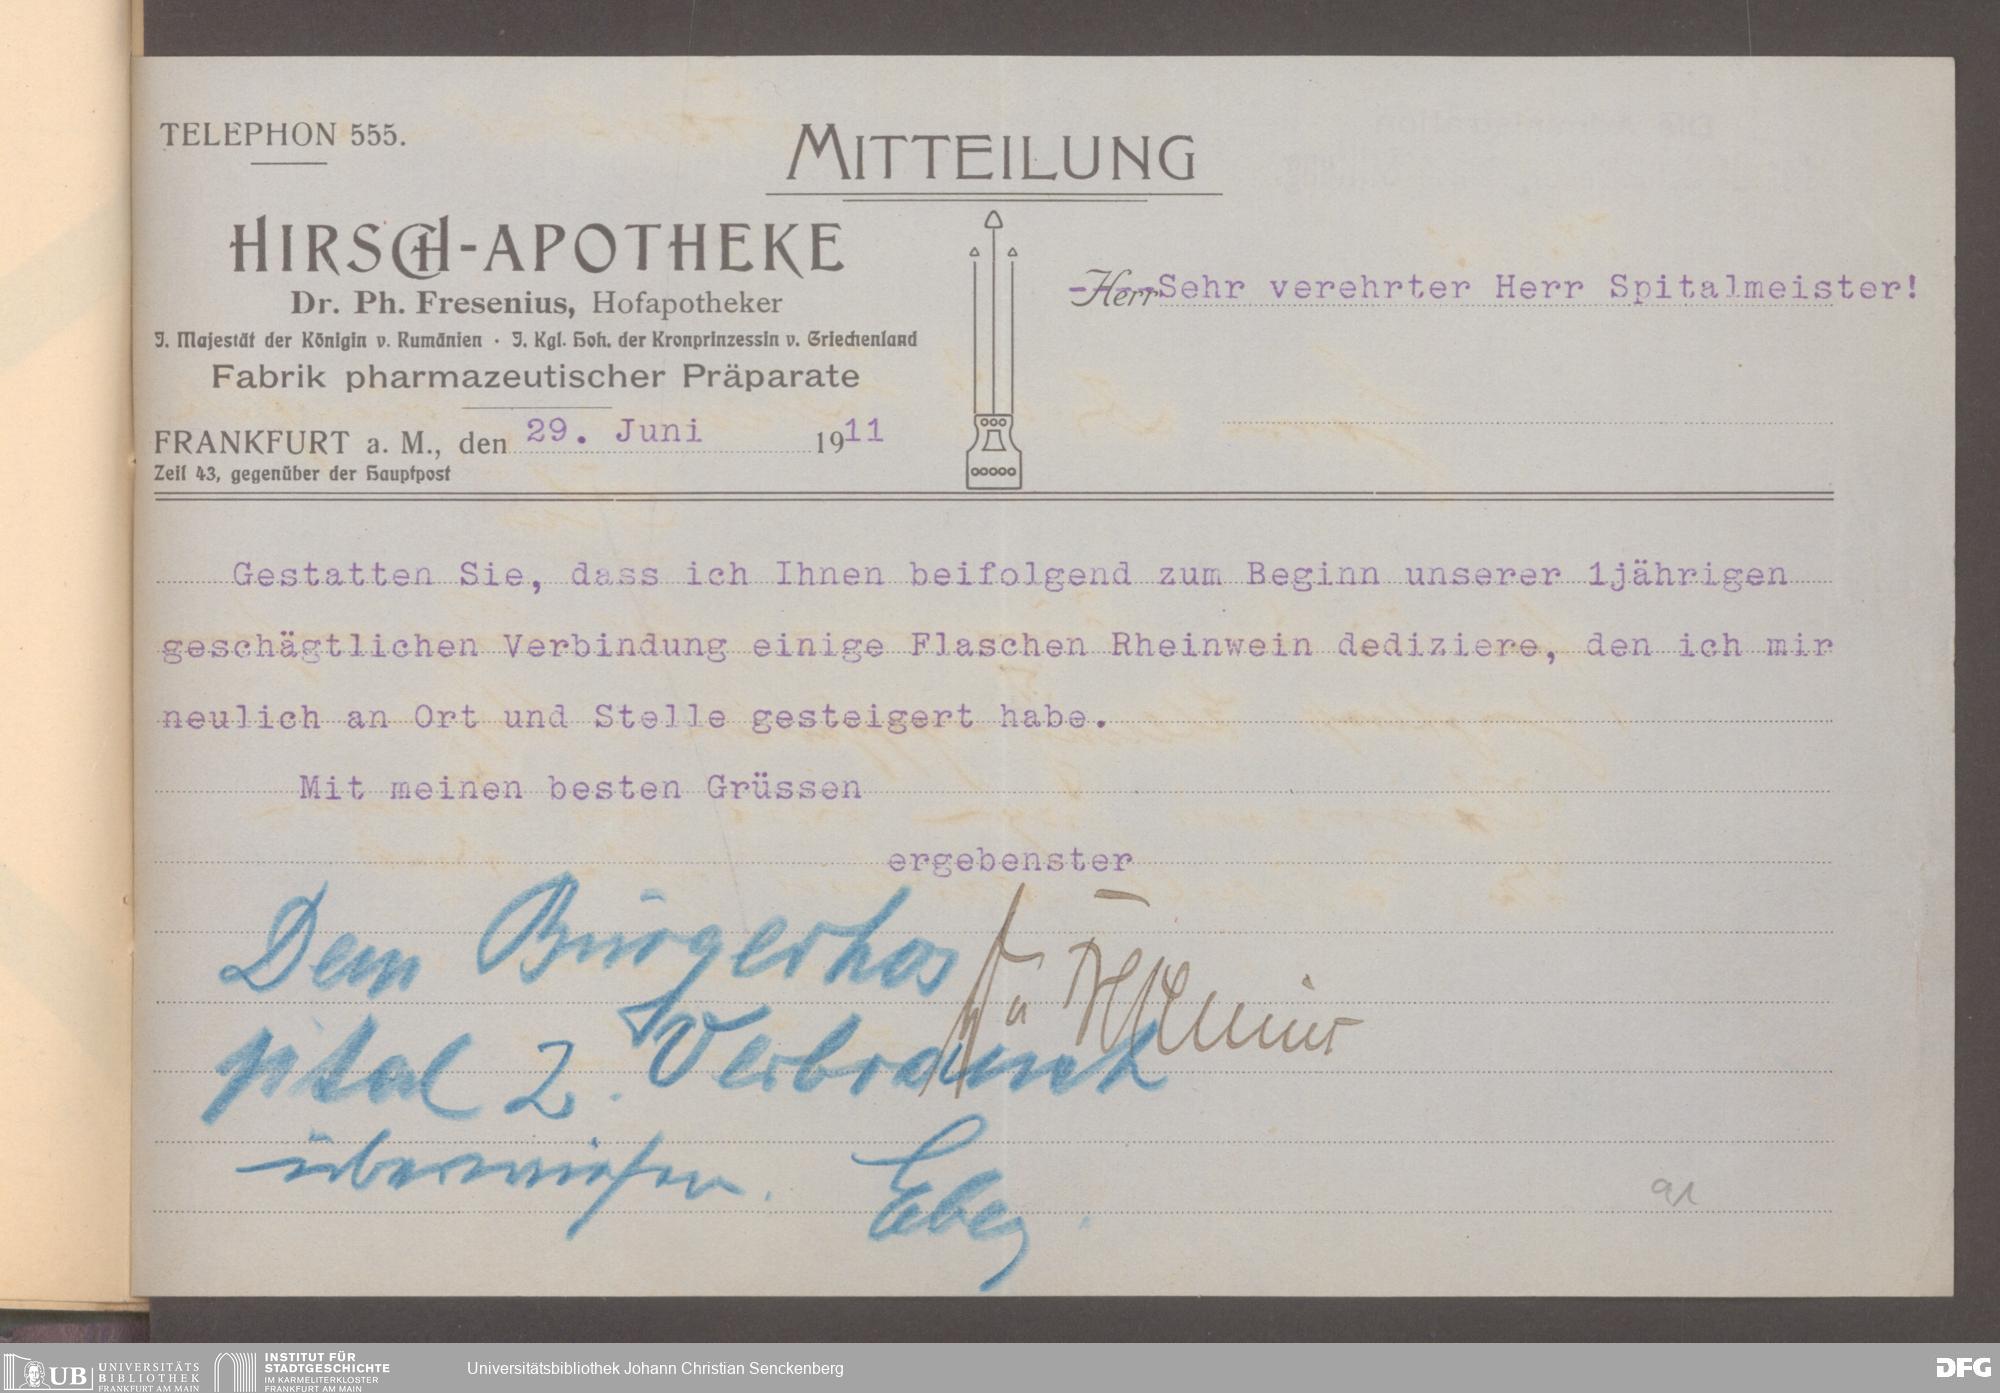 TELEPHON 555.
MITTEILUNG
HIRSCH-APOTHEKE
Dr. Ph. Fresenius, Hofapotheker
I. Majestät der Königin v. Rumänien · I. Kgl. Hoh. der Kronprinzessin v. Griechenland
Fabrik pharmazeutischer Präparate
FRANKFURT a. M., den 29. Juni 1911
Zeil 43, gegenüber der Hauptpost
Herr Sehr verehrter Herr Spitalmeister!
Gestatten Sie, dass ich Ihnen beifolgend zum Beginn unserer 1jährigen
geschägtlichen Verbindung einige Flaschen Rheinwein dediziere, den ich mir
neulich an Ort und Stelle gesteigert habe.
Mit meinen besten Grüssen
ergebenster
Dem Bürgerhos
pital z. Verbrauch
überwiesen.
91
UB UNIVERSITÄTS
BIBLIOTHEK
FRANKFURT AM MAIN
INSTITUT FÜR
STADTGESCHICHTE
IM KARMELITERKLOSTER
FRANKFURT AM MAIN
Universitätsbibliothek Johann Christian Senckenberg
DFG